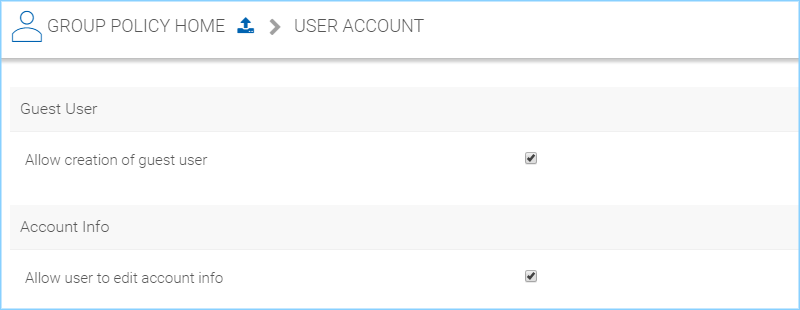 GROUP POLICY HOME > USER ACCOUNT
Guest User
Allow creation of guest user
Account Info
Allow user to edit account info